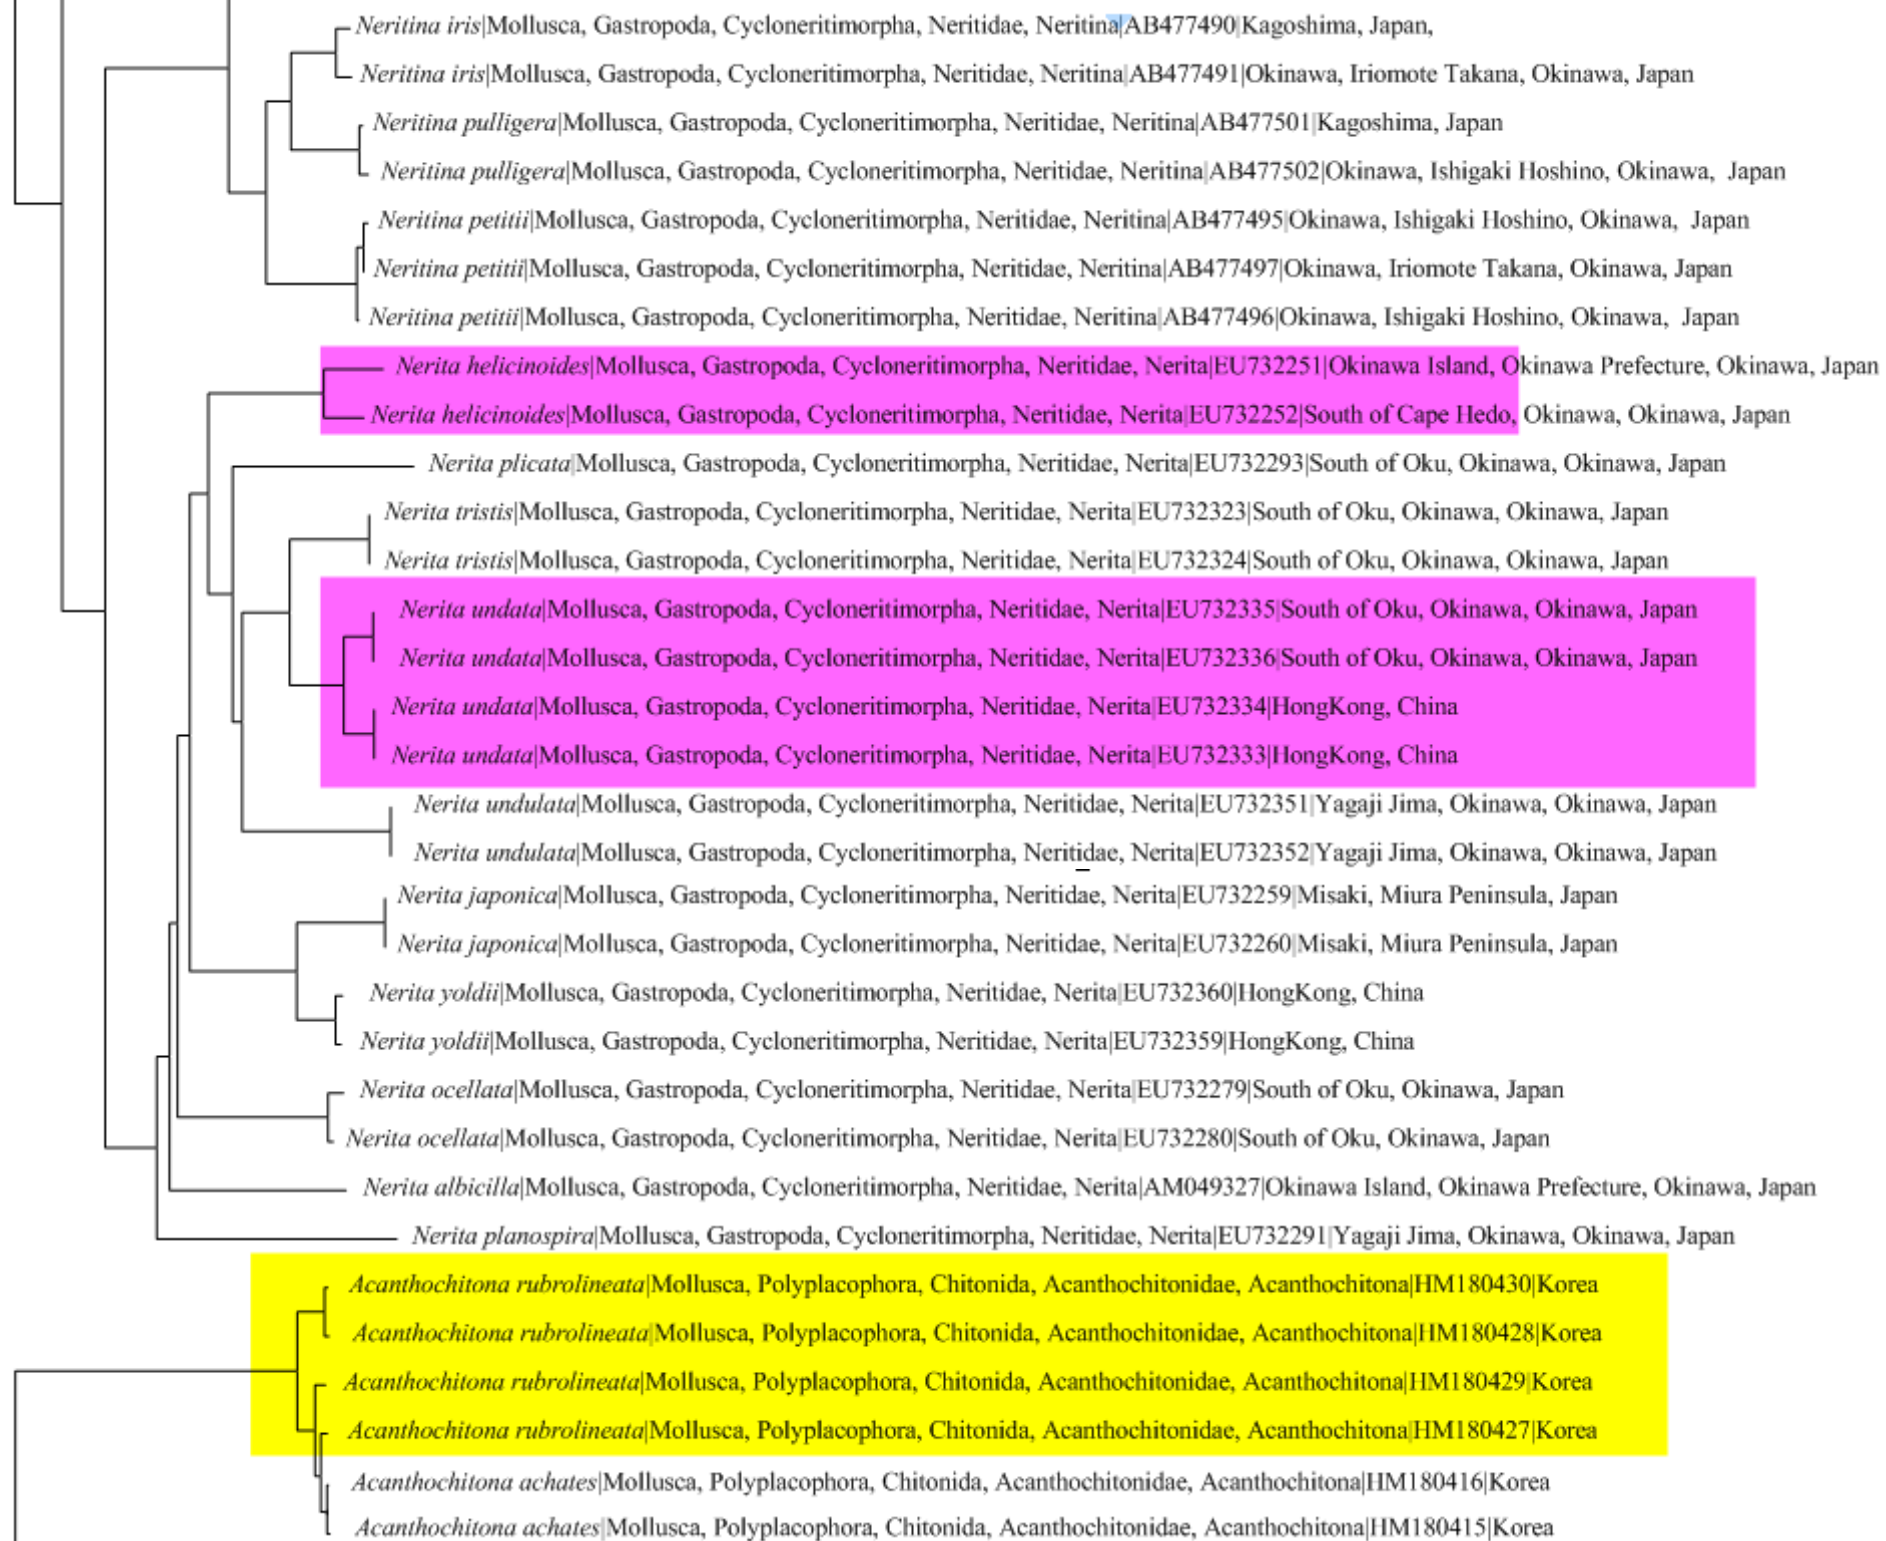 Neritina iris|Mollusca, Gastropoda, Cycloneritimorpha, Neritidae, Neritina|AB477490|Kagoshima, Japan,
Neritina iris|Mollusca, Gastropoda, Cycloneritimorpha, Neritidae, Neritina|AB477491|Okinawa, Iriomote Takana, Okinawa, Japan
Neritina pulligera|Mollusca, Gastropoda, Cycloneritimorpha, Neritidae, Neritina|AB477501|Kagoshima, Japan
Neritina pulligera|Mollusca, Gastropoda, Cycloneritimorpha, Neritidae, Neritina|AB477502|Okinawa, Ishigaki Hoshino, Okinawa, Japan
Neritina petitii|Mollusca, Gastropoda, Cycloneritimorpha, Neritidae, Neritina|AB477495|Okinawa, Ishigaki Hoshino, Okinawa, Japan
Neritina petitii|Mollusca, Gastropoda, Cycloneritimorpha, Neritidae, Neritina|AB477497|Okinawa, Iriomote Takana, Okinawa, Japan
Neritina petitii|Mollusca, Gastropoda, Cycloneritimorpha, Neritidae, Neritina|AB477496|Okinawa, Ishigaki Hoshino, Okinawa, Japan
Nerita helicinoides|Mollusca, Gastropoda, Cycloneritimorpha, Neritidae, Nerita|EU732251|Okinawa Island, Okinawa Prefecture, Okinawa, Japan
Nerita helicinoides|Mollusca, Gastropoda, Cycloneritimorpha, Neritidae, Nerita|EU732252|South of Cape Hedo, Okinawa, Okinawa, Japan
Nerita plicata|Mollusca, Gastropoda, Cycloneritimorpha, Neritidae, Nerita|EU732293|South of Oku, Okinawa, Okinawa, Japan
Nerita tristis|Mollusca, Gastropoda, Cycloneritimorpha, Neritidae, Nerita|EU732323|South of Oku, Okinawa, Okinawa, Japan
Nerita tristis|Mollusca, Gastropoda, Cycloneritimorpha, Neritidae, Nerita|EU732324|South of Oku, Okinawa, Okinawa, Japan
Nerita undata|Mollusca, Gastropoda, Cycloneritimorpha, Neritidae, Nerita|EU732335|South of Oku, Okinawa, Okinawa, Japan
Nerita undata|Mollusca, Gastropoda, Cycloneritimorpha, Neritidae, Nerita|EU732336|South of Oku, Okinawa, Okinawa, Japan
Nerita undata|Mollusca, Gastropoda, Cycloneritimorpha, Neritidae, Nerita|EU732334|HongKong, China
Nerita undata|Mollusca, Gastropoda, Cycloneritimorpha, Neritidae, Nerita|EU732333|HongKong, China
Nerita undulata|Mollusca, Gastropoda, Cycloneritimorpha, Neritidae, Nerita|EU732351|Yagaji Jima, Okinawa, Okinawa, Japan
Nerita undulata|Mollusca, Gastropoda, Cycloneritimorpha, Neritidae, Nerita|EU732352|Yagaji Jima, Okinawa, Okinawa, Japan
Nerita japonica|Mollusca, Gastropoda, Cycloneritimorpha, Neritidae, Nerita|EU732259|Misaki, Miura Peninsula, Japan
Nerita japonica|Mollusca, Gastropoda, Cycloneritimorpha, Neritidae, Nerita|EU732260|Misaki, Miura Peninsula, Japan
Nerita yoldii|Mollusca, Gastropoda, Cycloneritimorpha, Neritidae, Nerita|EU732360|HongKong, China
Nerita yoldii|Mollusca, Gastropoda, Cycloneritimorpha, Neritidae, Nerita|EU732359|HongKong, China
Nerita ocellata|Mollusca, Gastropoda, Cycloneritimorpha, Neritidae, Nerita|EU732279|South of Oku, Okinawa, Japan
Nerita ocellata|Mollusca, Gastropoda, Cycloneritimorpha, Neritidae, Nerita|EU732280|South of Oku, Okinawa, Japan
Nerita albicilla|Mollusca, Gastropoda, Cycloneritimorpha, Neritidae, Nerita|AM049327|Okinawa Island, Okinawa Prefecture, Okinawa, Japan
Nerita planospira|Mollusca, Gastropoda, Cycloneritimorpha, Neritidae, Nerita|EU732291|Yagaji Jima, Okinawa, Okinawa, Japan
Acanthochitona rubrolineata|Mollusca, Polyplacophora, Chitonida, Acanthochitonidae, Acanthochitona|HM180430|Korea
Acanthochitona rubrolineata|Mollusca, Polyplacophora, Chitonida, Acanthochitonidae, Acanthochitona|HM180428|Korea
Acanthochitona rubrolineata|Mollusca, Polyplacophora, Chitonida, Acanthochitonidae, Acanthochitona|HM180429|Korea
Acanthochitona rubrolineata|Mollusca, Polyplacophora, Chitonida, Acanthochitonidae, Acanthochitona|HM180427|Korea
Acanthochitona achates|Mollusca, Polyplacophora, Chitonida, Acanthochitonidae, Acanthochitona|HM180416|Korea
Acanthochitona achates|Mollusca, Polyplacophora, Chitonida, Acanthochitonidae, Acanthochitona|HM180415|Korea